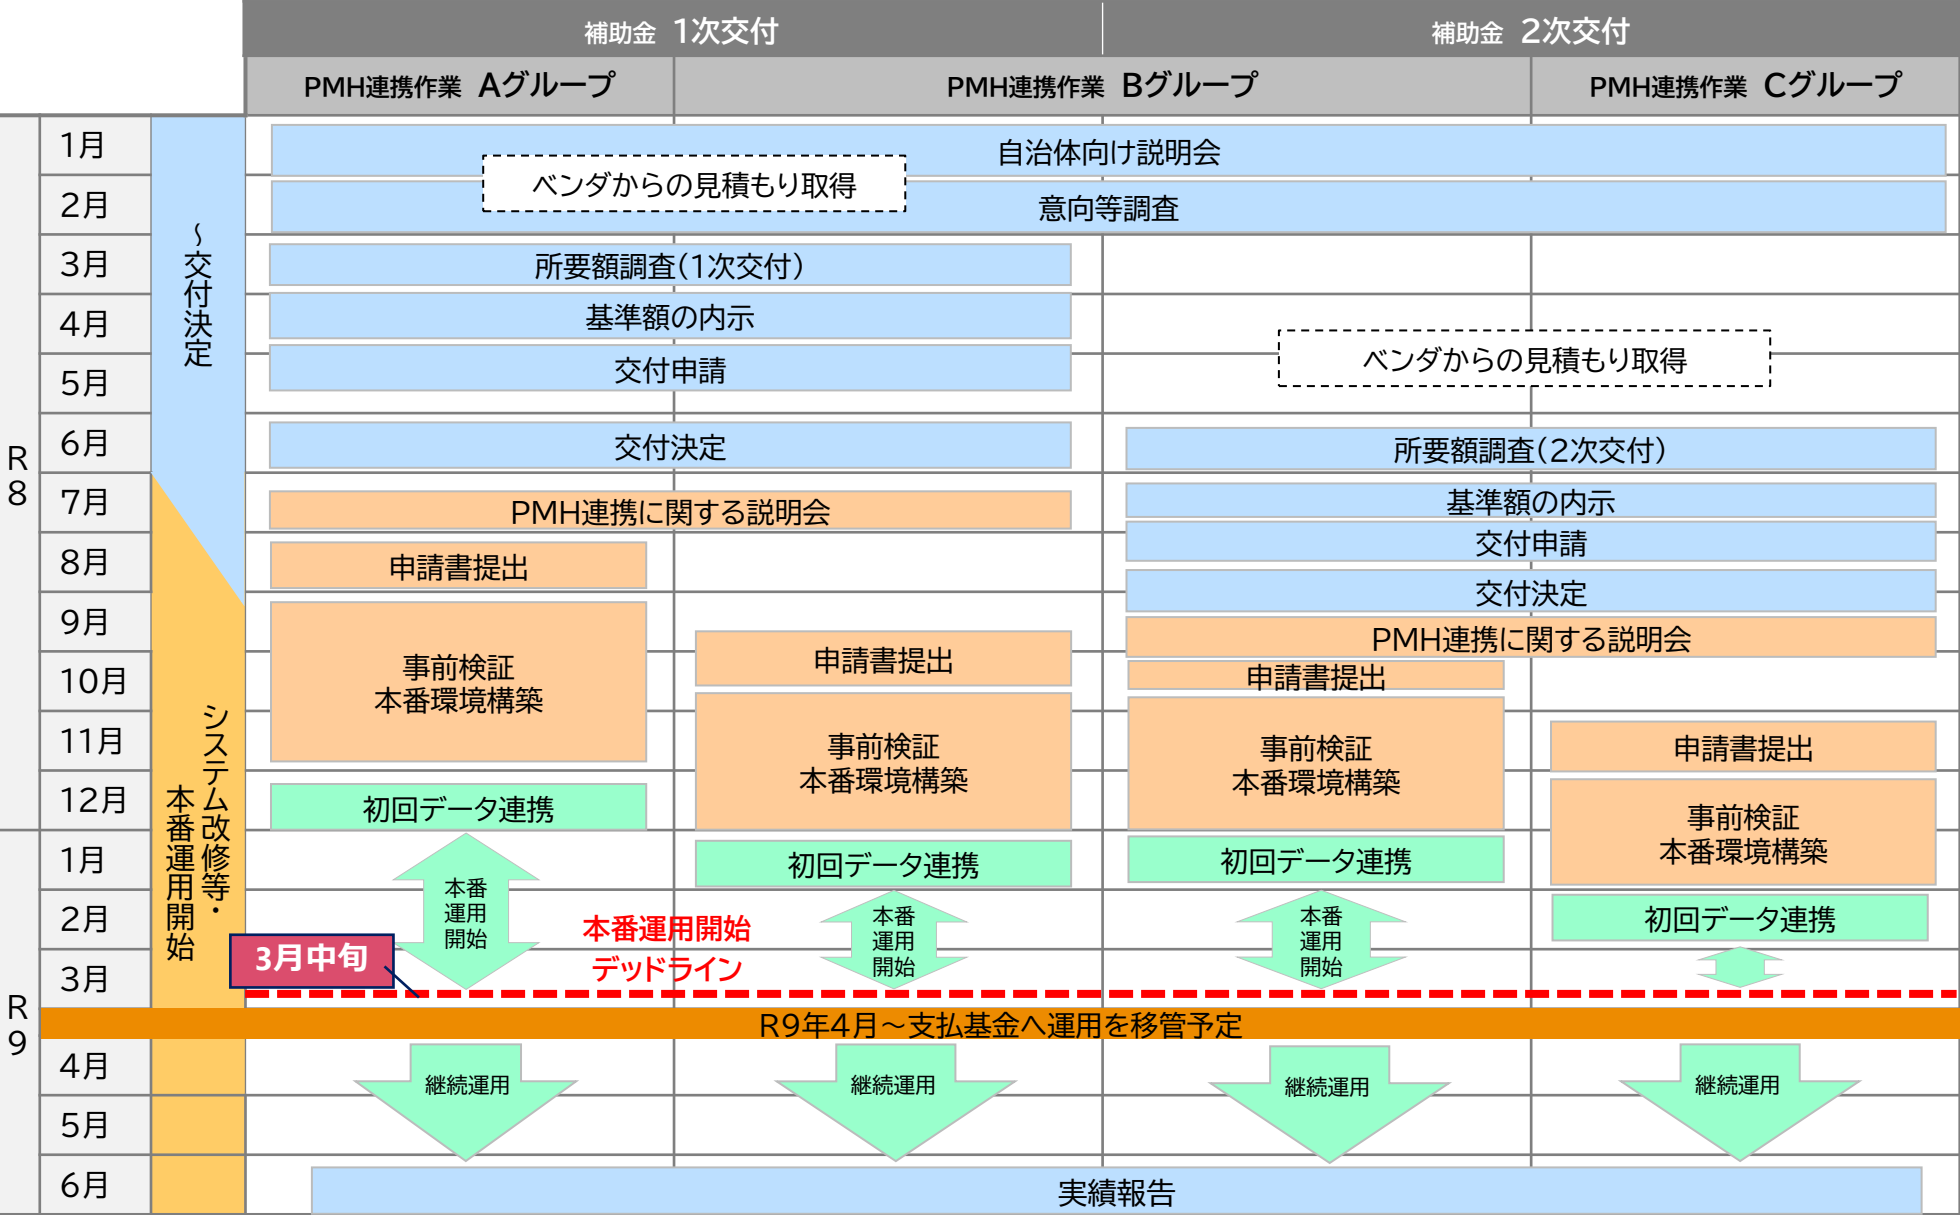 補助金 1次交付
補助金 2次交付
PMH連携作業 Aグループ
PMH連携作業 Bグループ
PMH連携作業 Cグループ
R8
1月
2月
3月
4月
5月
6月
7月
8月
9月
10月
11月
12月
R9
1月
2月
3月
4月
5月
6月
～交付決定
システム改修等・
本番運用開始
自治体向け説明会
ベンダからの見積もり取得
意向等調査
所要額調査(1次交付)
基準額の内示
交付申請
ベンダからの見積もり取得
交付決定
所要額調査(2次交付)
PMH連携に関する説明会
基準額の内示
交付申請
申請書提出
交付決定
事前検証
本番環境構築
申請書提出
PMH連携に関する説明会
申請書提出
事前検証
本番環境構築
事前検証
本番環境構築
申請書提出
初回データ連携
事前検証
本番環境構築
初回データ連携
初回データ連携
初回データ連携
本番
運用
開始
本番
運用
開始
本番
運用
開始
本番運用開始
デッドライン
3月中旬
R9年4月～支払基金へ運用を移管予定
継続運用
継続運用
継続運用
継続運用
実績報告